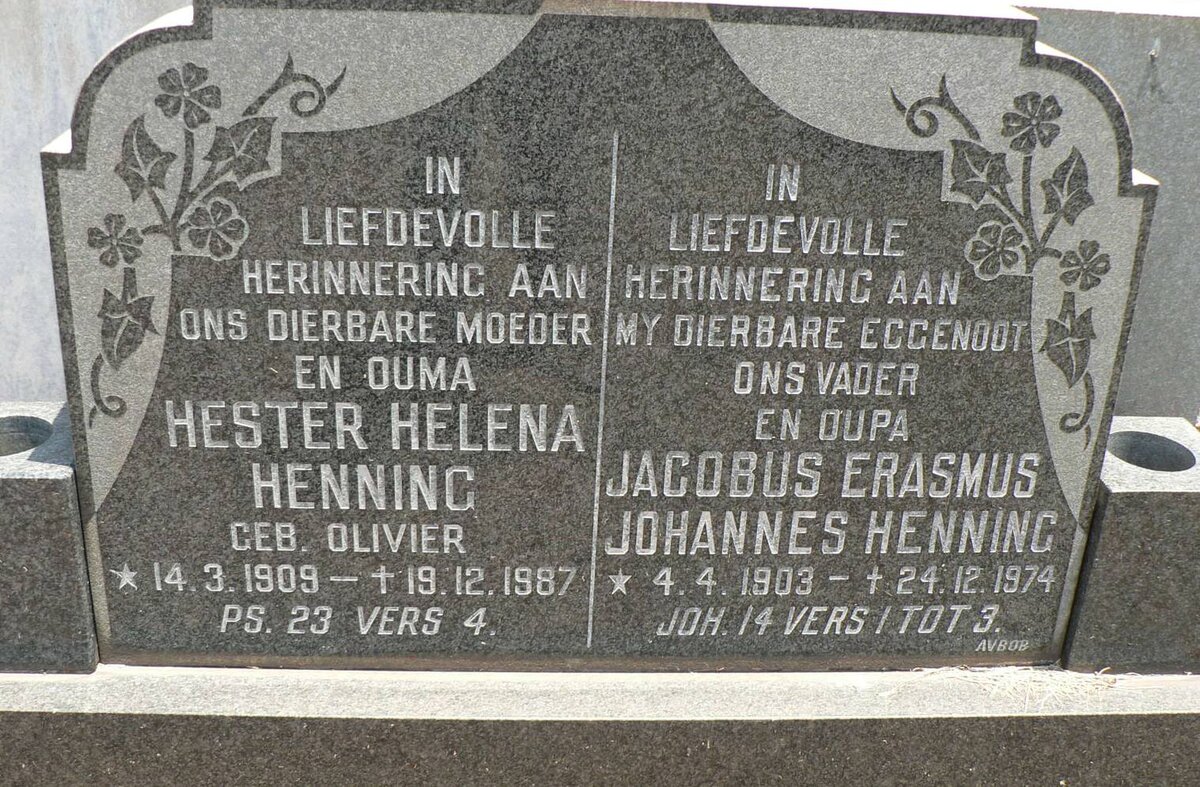 IN
LIEFDEVOLLE
HERINNERING AAN
ONS DIERBARE MOEDER
EN OUMA
HESTER HELENA
HENNING
GEB. OLIVIER
★ 14.3.1909 – ✝ 19.12.1987
PS. 23 VERS 4.
IN
LIEFDEVOLLE
HERINNERING AAN
MY DIERBARE EGGENOOT
ONS VADER
EN OUPA
JACOBUS ERASMUS
JOHANNES HENNING
★ 4.4.1903 – ✝ 24.12.1974
JOH. 14 VERS 1 TOT 3.
AVBOB